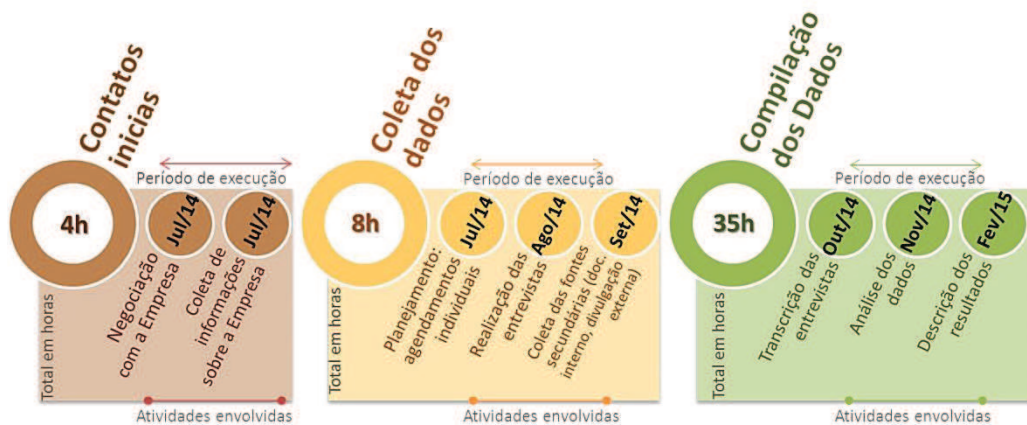 Contatos
inicias
Período de execução
4h
Jul/14
Jul/14
Total em horas
Negociação
com a Empresa
Coleta de
informações
sobre a Empresa
Atividades envolvidas
Coleta dos
dados
Período de execução
8h
Jul/14
Ago/14
Set/14
Total em horas
Planejamento:
agendamentos
individuais
Realização das
entrevistas
Coleta das fontes
secundárias (doc.
interno, divulgação
externa)
Atividades envolvidas
Compilação
dos Dados
Período de execução
35h
Out/14
Nov/14
Fev/15
Total em horas
Transcrição das
entrevistas
Análise dos
dados
Descrição dos
resultados
Atividades envolvidas